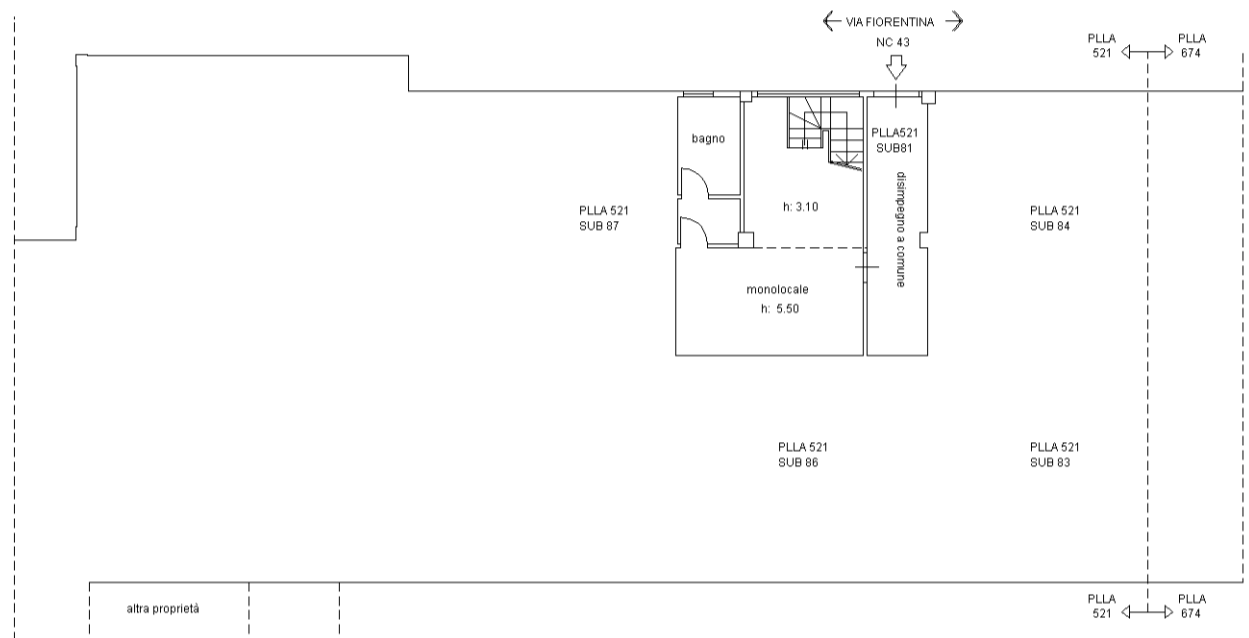 VIA FIORENTINA
NC 43
PLLA
521
PLLA
674
bagno
PLLA521
SUB81
disimpegno a comune
h: 3.10
PLLA 521
SUB 87
PLLA 521
SUB 84
monolocale
h: 5.50
PLLA 521
SUB 86
PLLA 521
SUB 83
altra proprietà
PLLA
521
PLLA
674